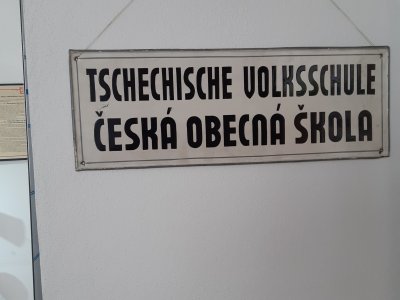 TSCHECHISCHE VOLKSSCHULE
ČESKÁ OBECNÁ ŠKOLA